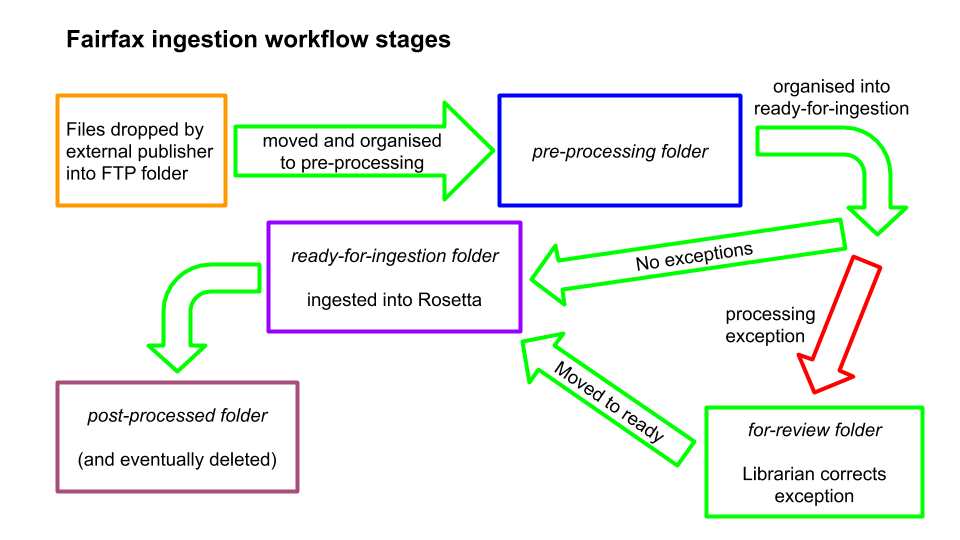 Fairfax ingestion workflow stages
Files dropped by
external publisher
into FTP folder
moved and organised
to pre-processing
pre-processing folder
organised into
ready-for-ingestion
No exceptions
processing
exception
ready-for-ingestion folder
ingested into Rosetta
Moved to ready
for-review folder
Librarian corrects
exception
post-processed folder
(and eventually deleted)